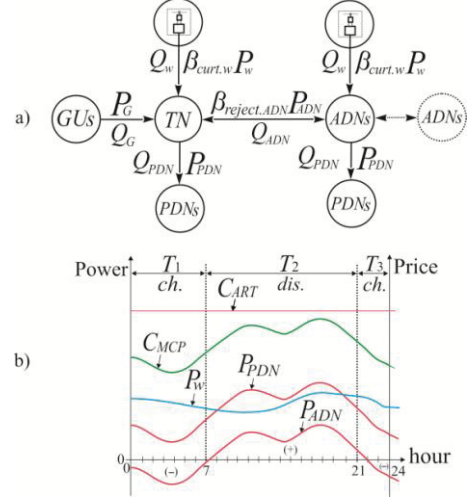 a)
Q_w β_curt.w P_w Q_w β_curt.w P_w
GUs P_G Q_G TN β_reject.ADN P_ADN Q_ADN ADNs ADNs
Q_PDN P_PDN Q_PDN P_PDN
PDNs PDNs
b)
Power T_1 T_2 T_3 Price
ch. dis. ch.
C_ART
C_MCP
P_w P_PDN
P_ADN
hour
(-) (+) (-)
0 0 7 21 24